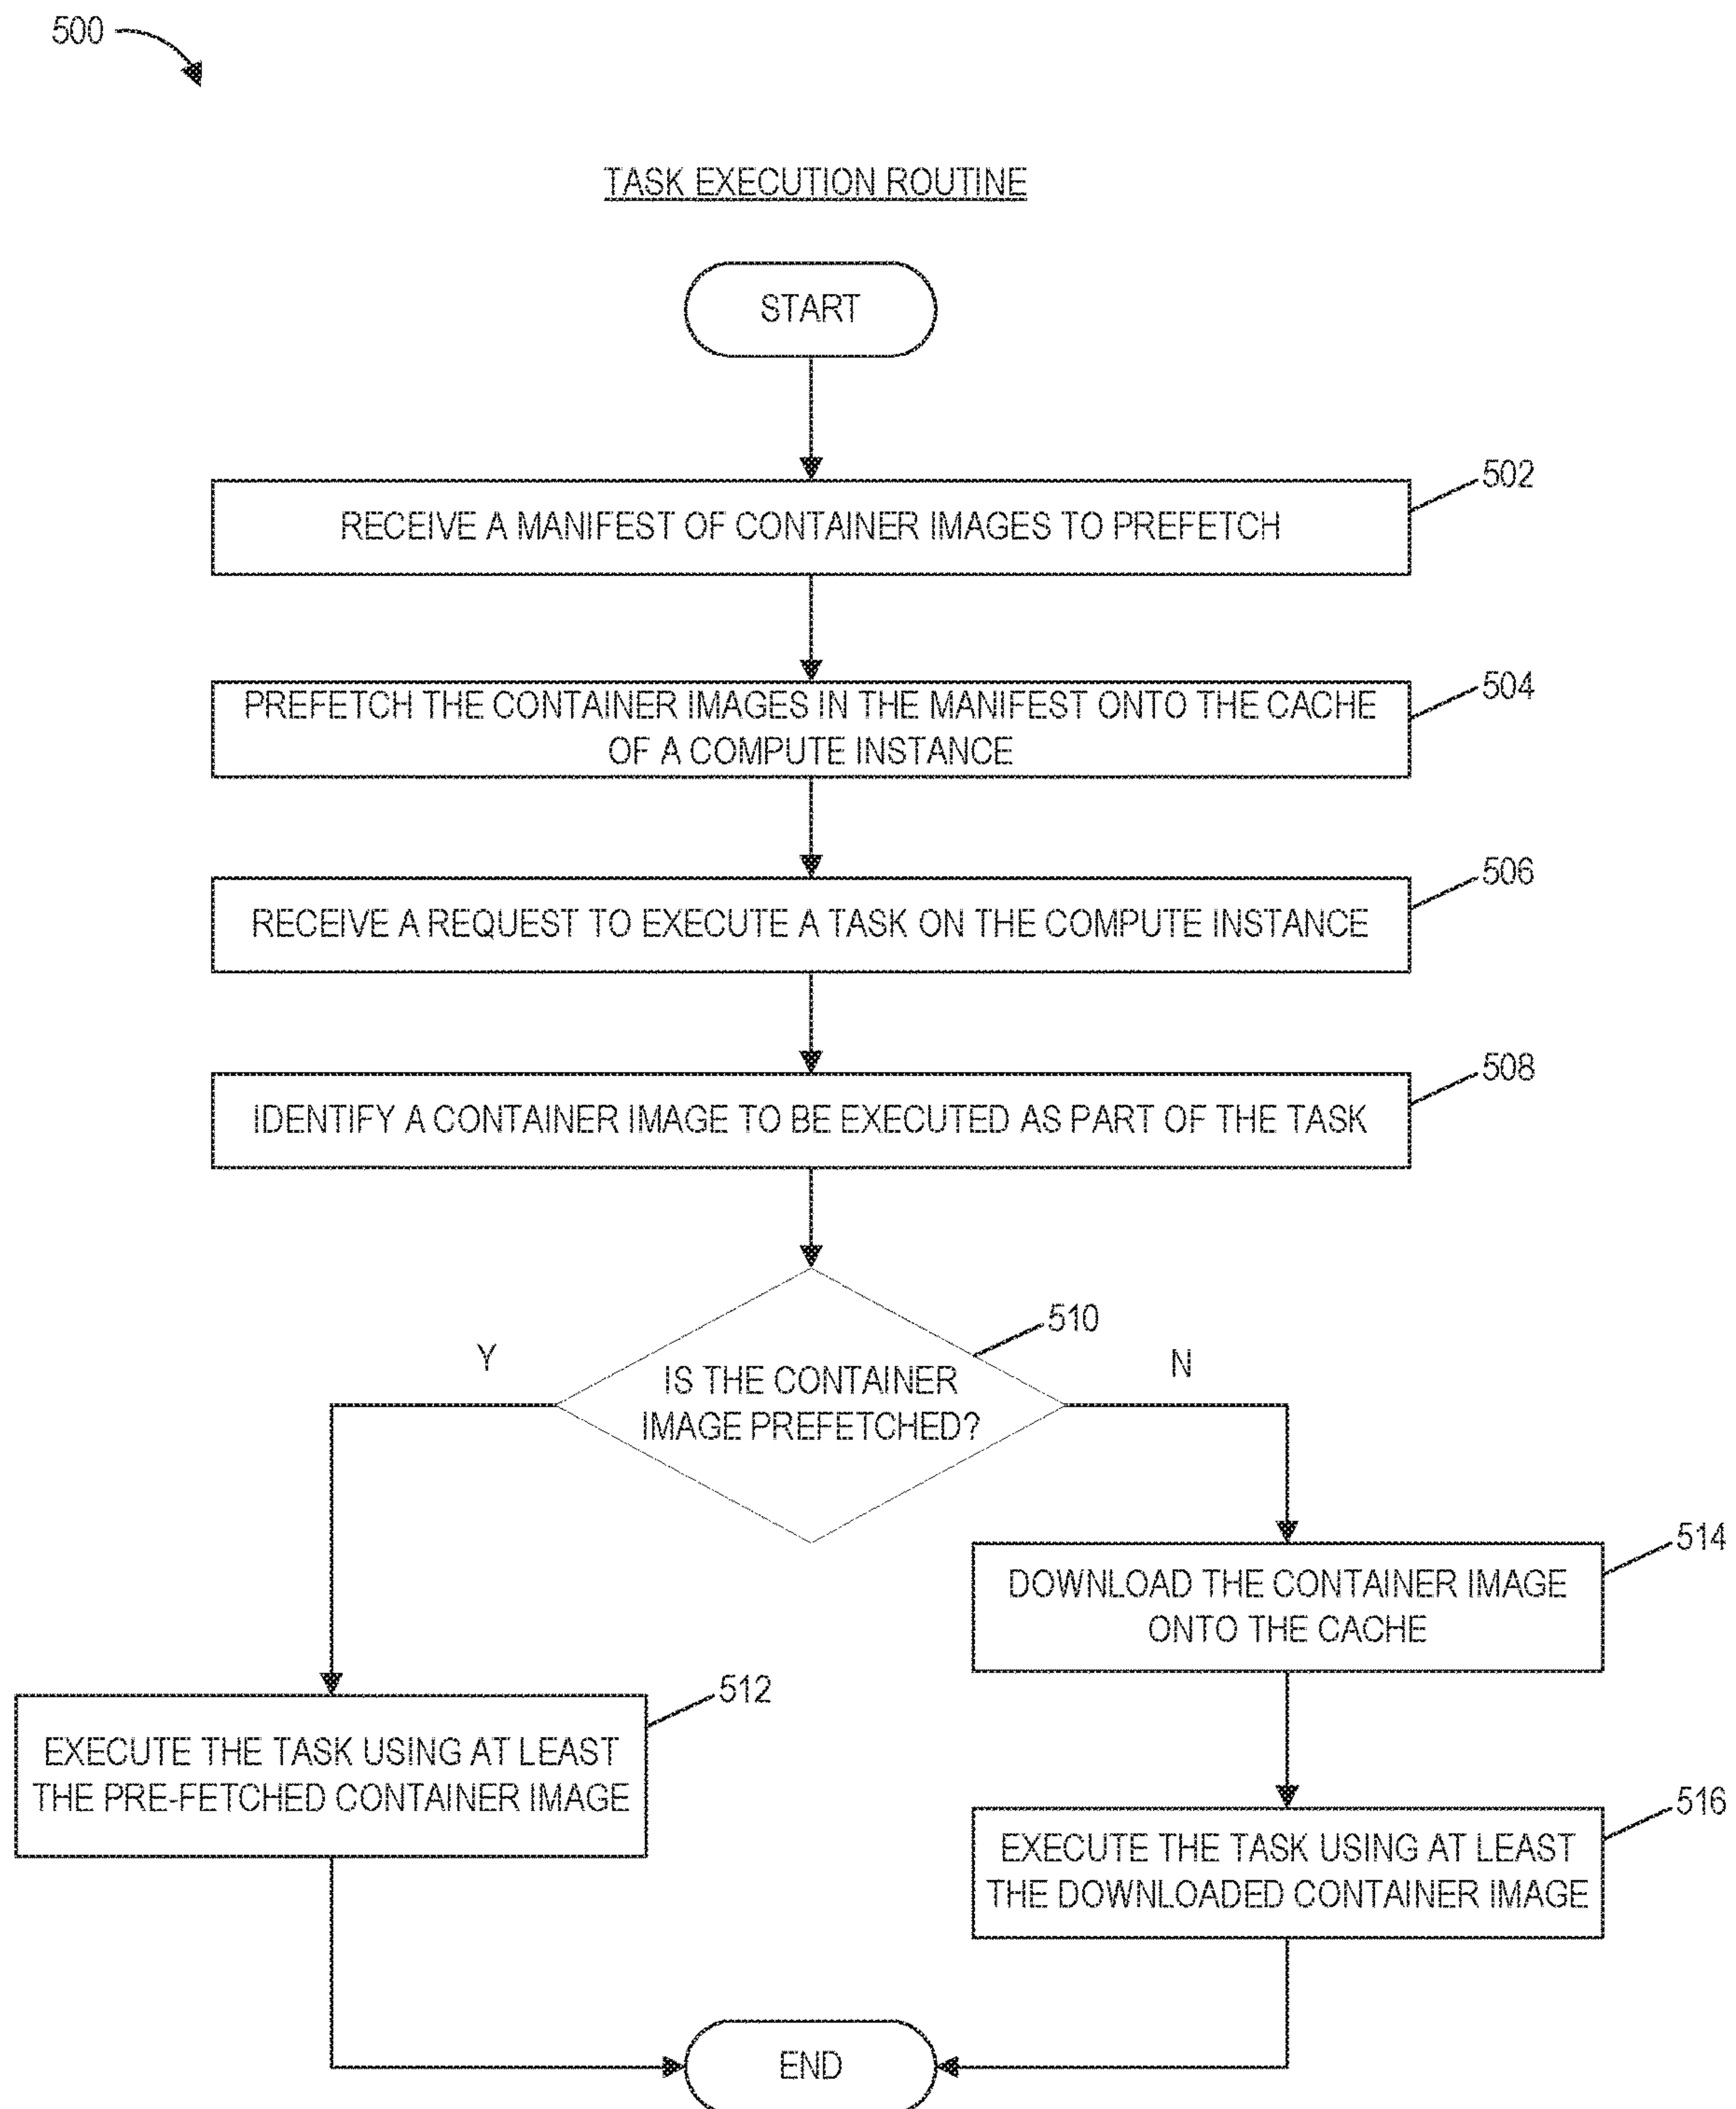 500
TASK EXECUTION ROUTINE
START
502
RECEIVE A MANIFEST OF CONTAINER IMAGES TO PREFETCH
504
PREFETCH THE CONTAINER IMAGES IN THE MANIFEST ONTO THE CACHE
OF A COMPUTE INSTANCE
506
RECEIVE A REQUEST TO EXECUTE A TASK ON THE COMPUTE INSTANCE
508
IDENTIFY A CONTAINER IMAGE TO BE EXECUTED AS PART OF THE TASK
510
Y
N
IS THE CONTAINER
IMAGE PREFETCHED?
514
DOWNLOAD THE CONTAINER IMAGE
ONTO THE CACHE
512
EXECUTE THE TASK USING AT LEAST
THE PRE-FETCHED CONTAINER IMAGE
516
EXECUTE THE TASK USING AT LEAST
THE DOWNLOADED CONTAINER IMAGE
END